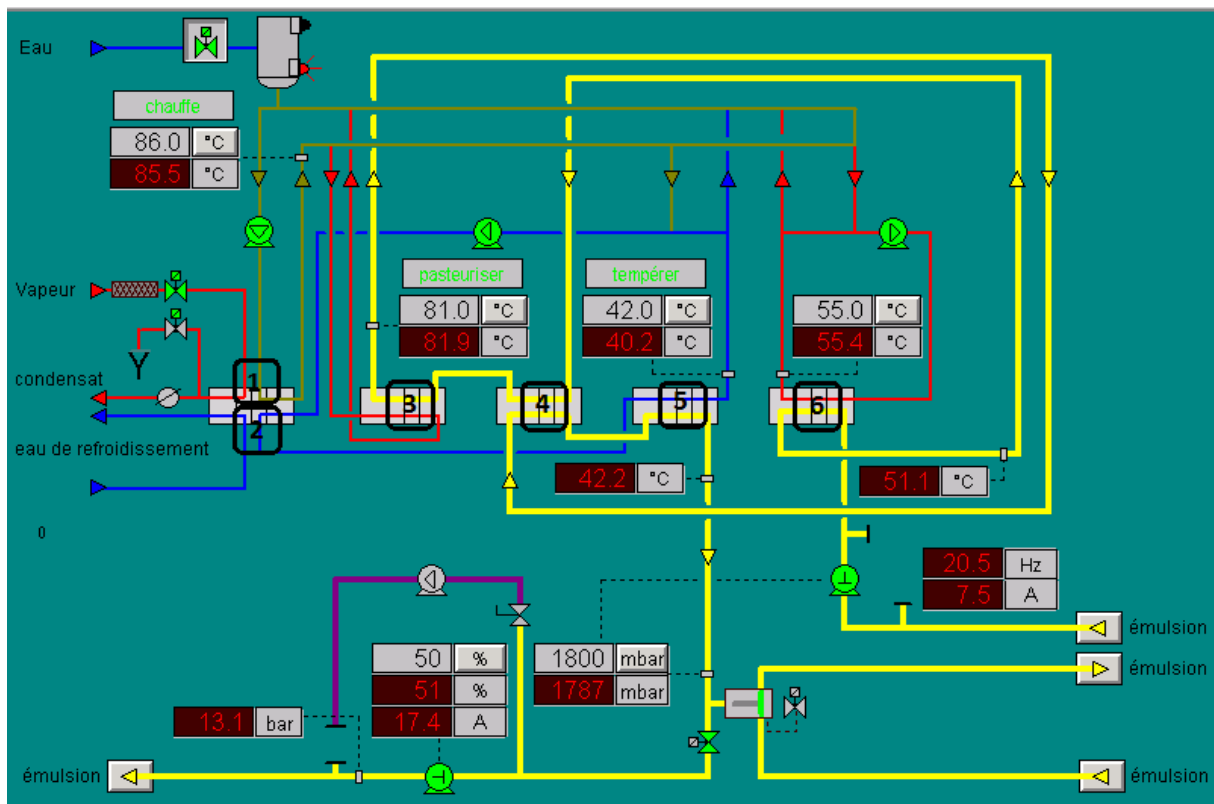 Eau
chauffe
86.0 °C
85.5 °C
Vapeur
pasteuriser
81.0 °C
81.9 °C
tempérer
42.0 °C
40.2 °C
55.0 °C
55.4 °C
condensat
1
2
3
4
5
6
eau de refroidissement
42.2 °C
51.1 °C
0
20.5 Hz
7.5 A
émulsion
émulsion
50 %
51 %
17.4 A
1800 mbar
1787 mbar
13.1 bar
émulsion
émulsion